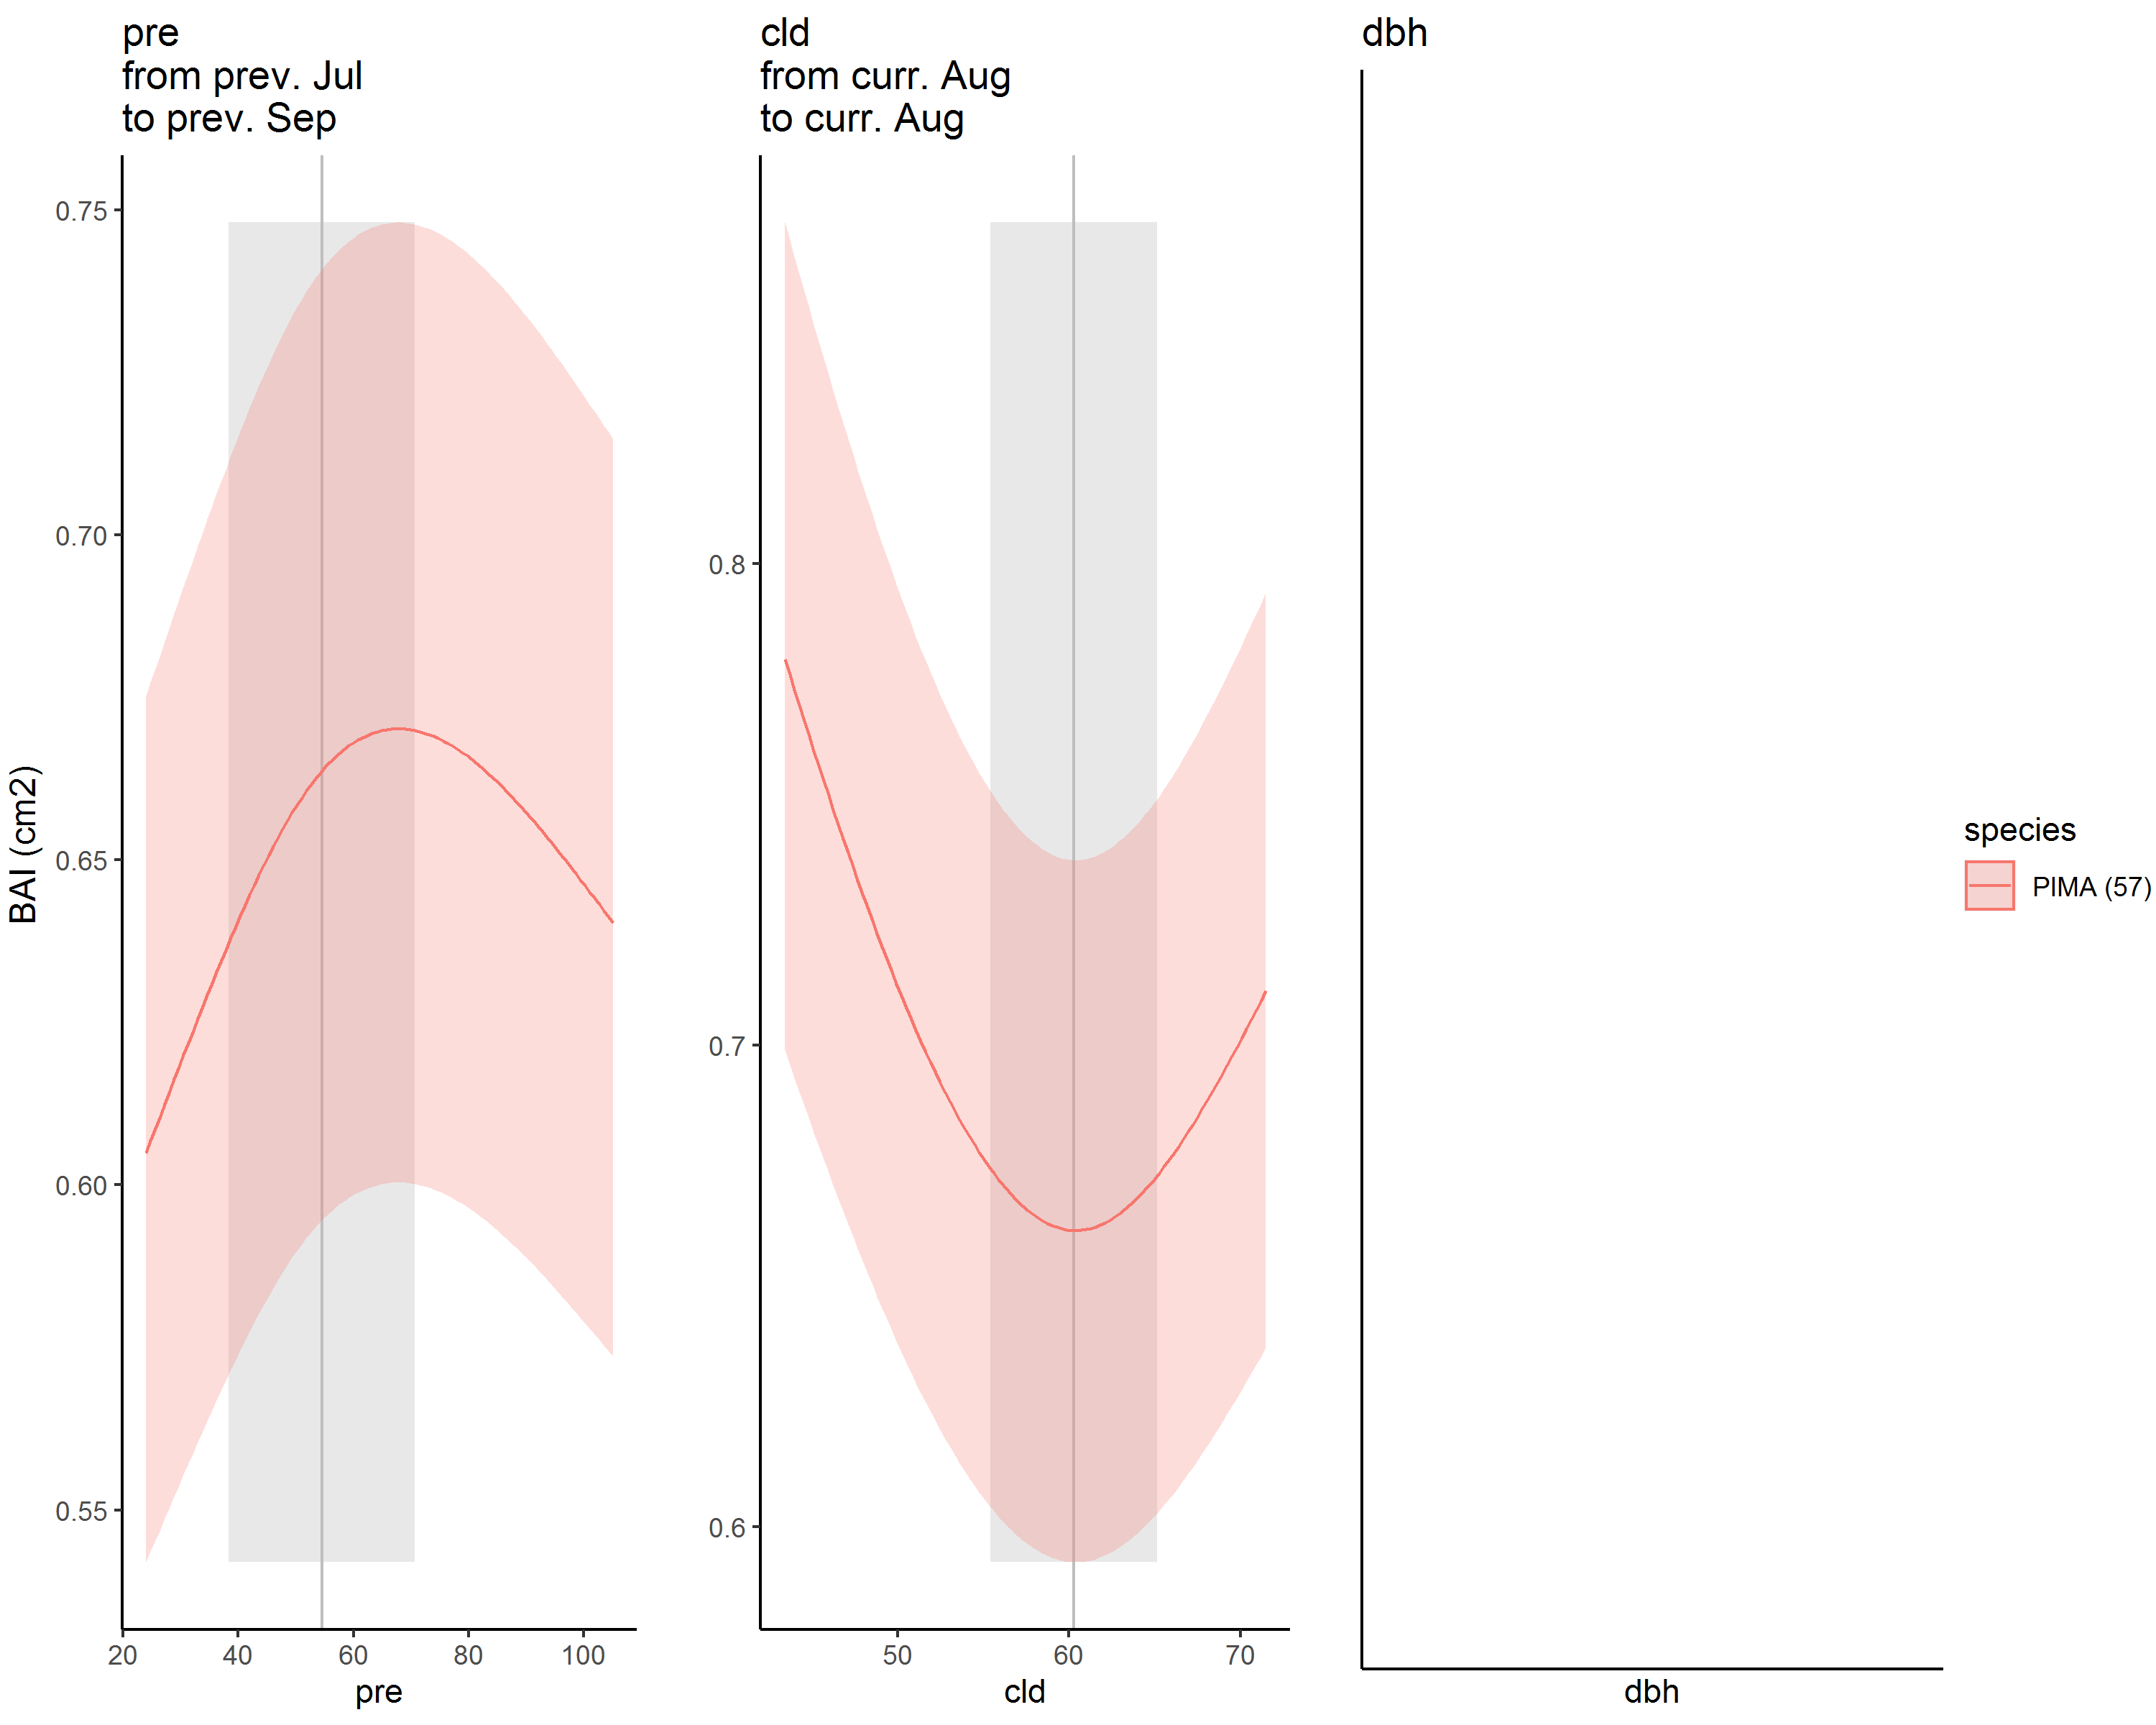 pre
from prev. Jul
to prev. Sep
cld
from curr. Aug
to curr. Aug
dbh
BAI (cm2)
0.75
0.70
0.65
0.60
0.55
20 40 60 80 100
pre
0.8
0.7
0.6
50 60 70
cld
dbh
species
PIMA (57)